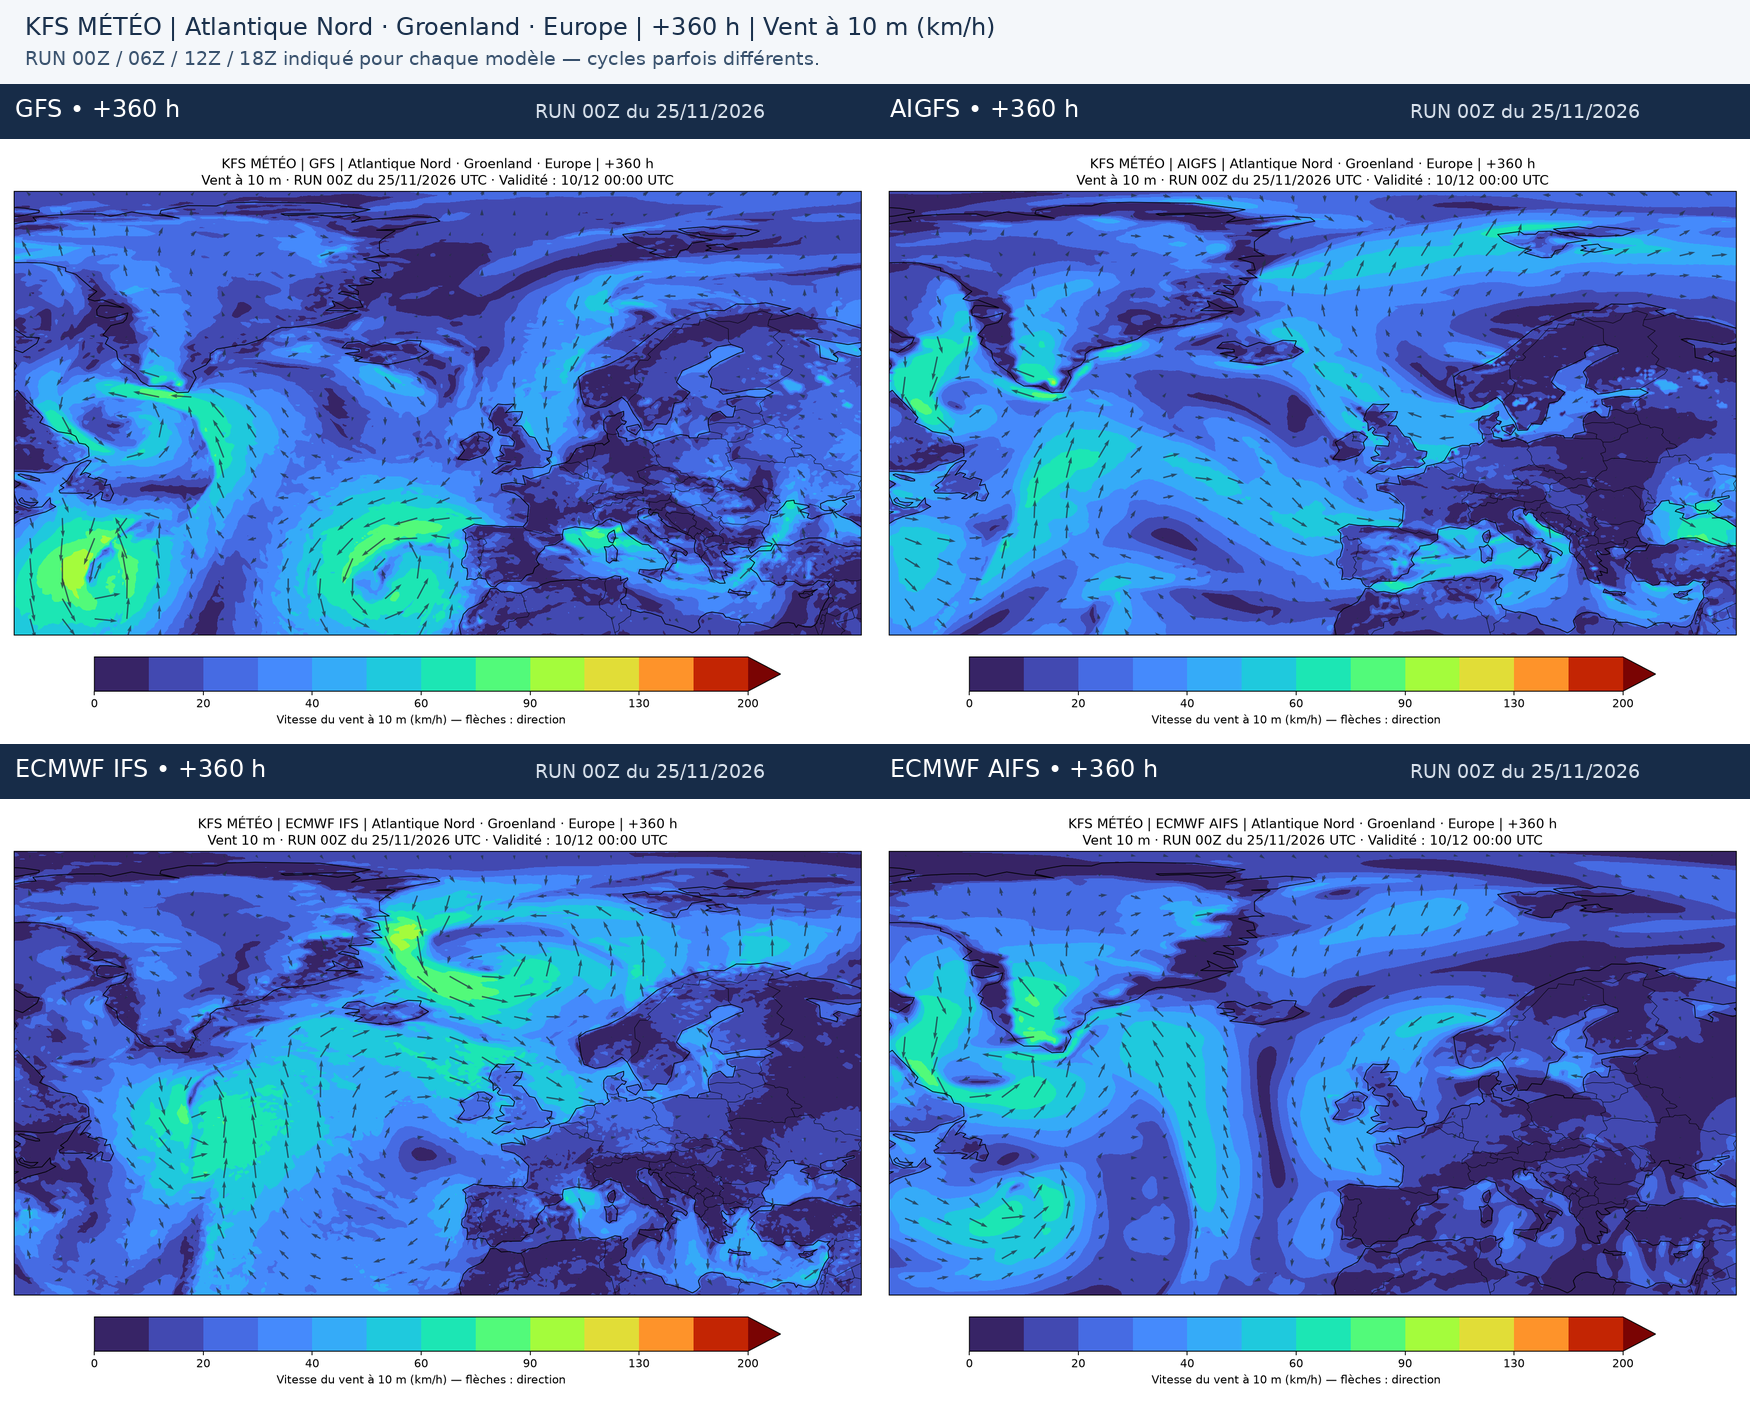 KFS MÉTÉO | Atlantique Nord · Groenland · Europe | +360 h | Vent à 10 m (km/h)
RUN 00Z / 06Z / 12Z / 18Z indiqué pour chaque modèle — cycles parfois différents.
GFS • +360 h RUN 00Z du 25/11/2026
KFS MÉTÉO | GFS | Atlantique Nord · Groenland · Europe | +360 h
Vent à 10 m · RUN 00Z du 25/11/2026 UTC · Validité : 10/12 00:00 UTC
0 20 40 60 90 130 200
Vitesse du vent à 10 m (km/h) — flèches : direction
AIGFS • +360 h RUN 00Z du 25/11/2026
KFS MÉTÉO | AIGFS | Atlantique Nord · Groenland · Europe | +360 h
Vent à 10 m · RUN 00Z du 25/11/2026 UTC · Validité : 10/12 00:00 UTC
0 20 40 60 90 130 200
Vitesse du vent à 10 m (km/h) — flèches : direction
ECMWF IFS • +360 h RUN 00Z du 25/11/2026
KFS MÉTÉO | ECMWF IFS | Atlantique Nord · Groenland · Europe | +360 h
Vent 10 m · RUN 00Z du 25/11/2026 UTC · Validité : 10/12 00:00 UTC
0 20 40 60 90 130 200
Vitesse du vent à 10 m (km/h) — flèches : direction
ECMWF AIFS • +360 h RUN 00Z du 25/11/2026
KFS MÉTÉO | ECMWF AIFS | Atlantique Nord · Groenland · Europe | +360 h
Vent 10 m · RUN 00Z du 25/11/2026 UTC · Validité : 10/12 00:00 UTC
0 20 40 60 90 130 200
Vitesse du vent à 10 m (km/h) — flèches : direction